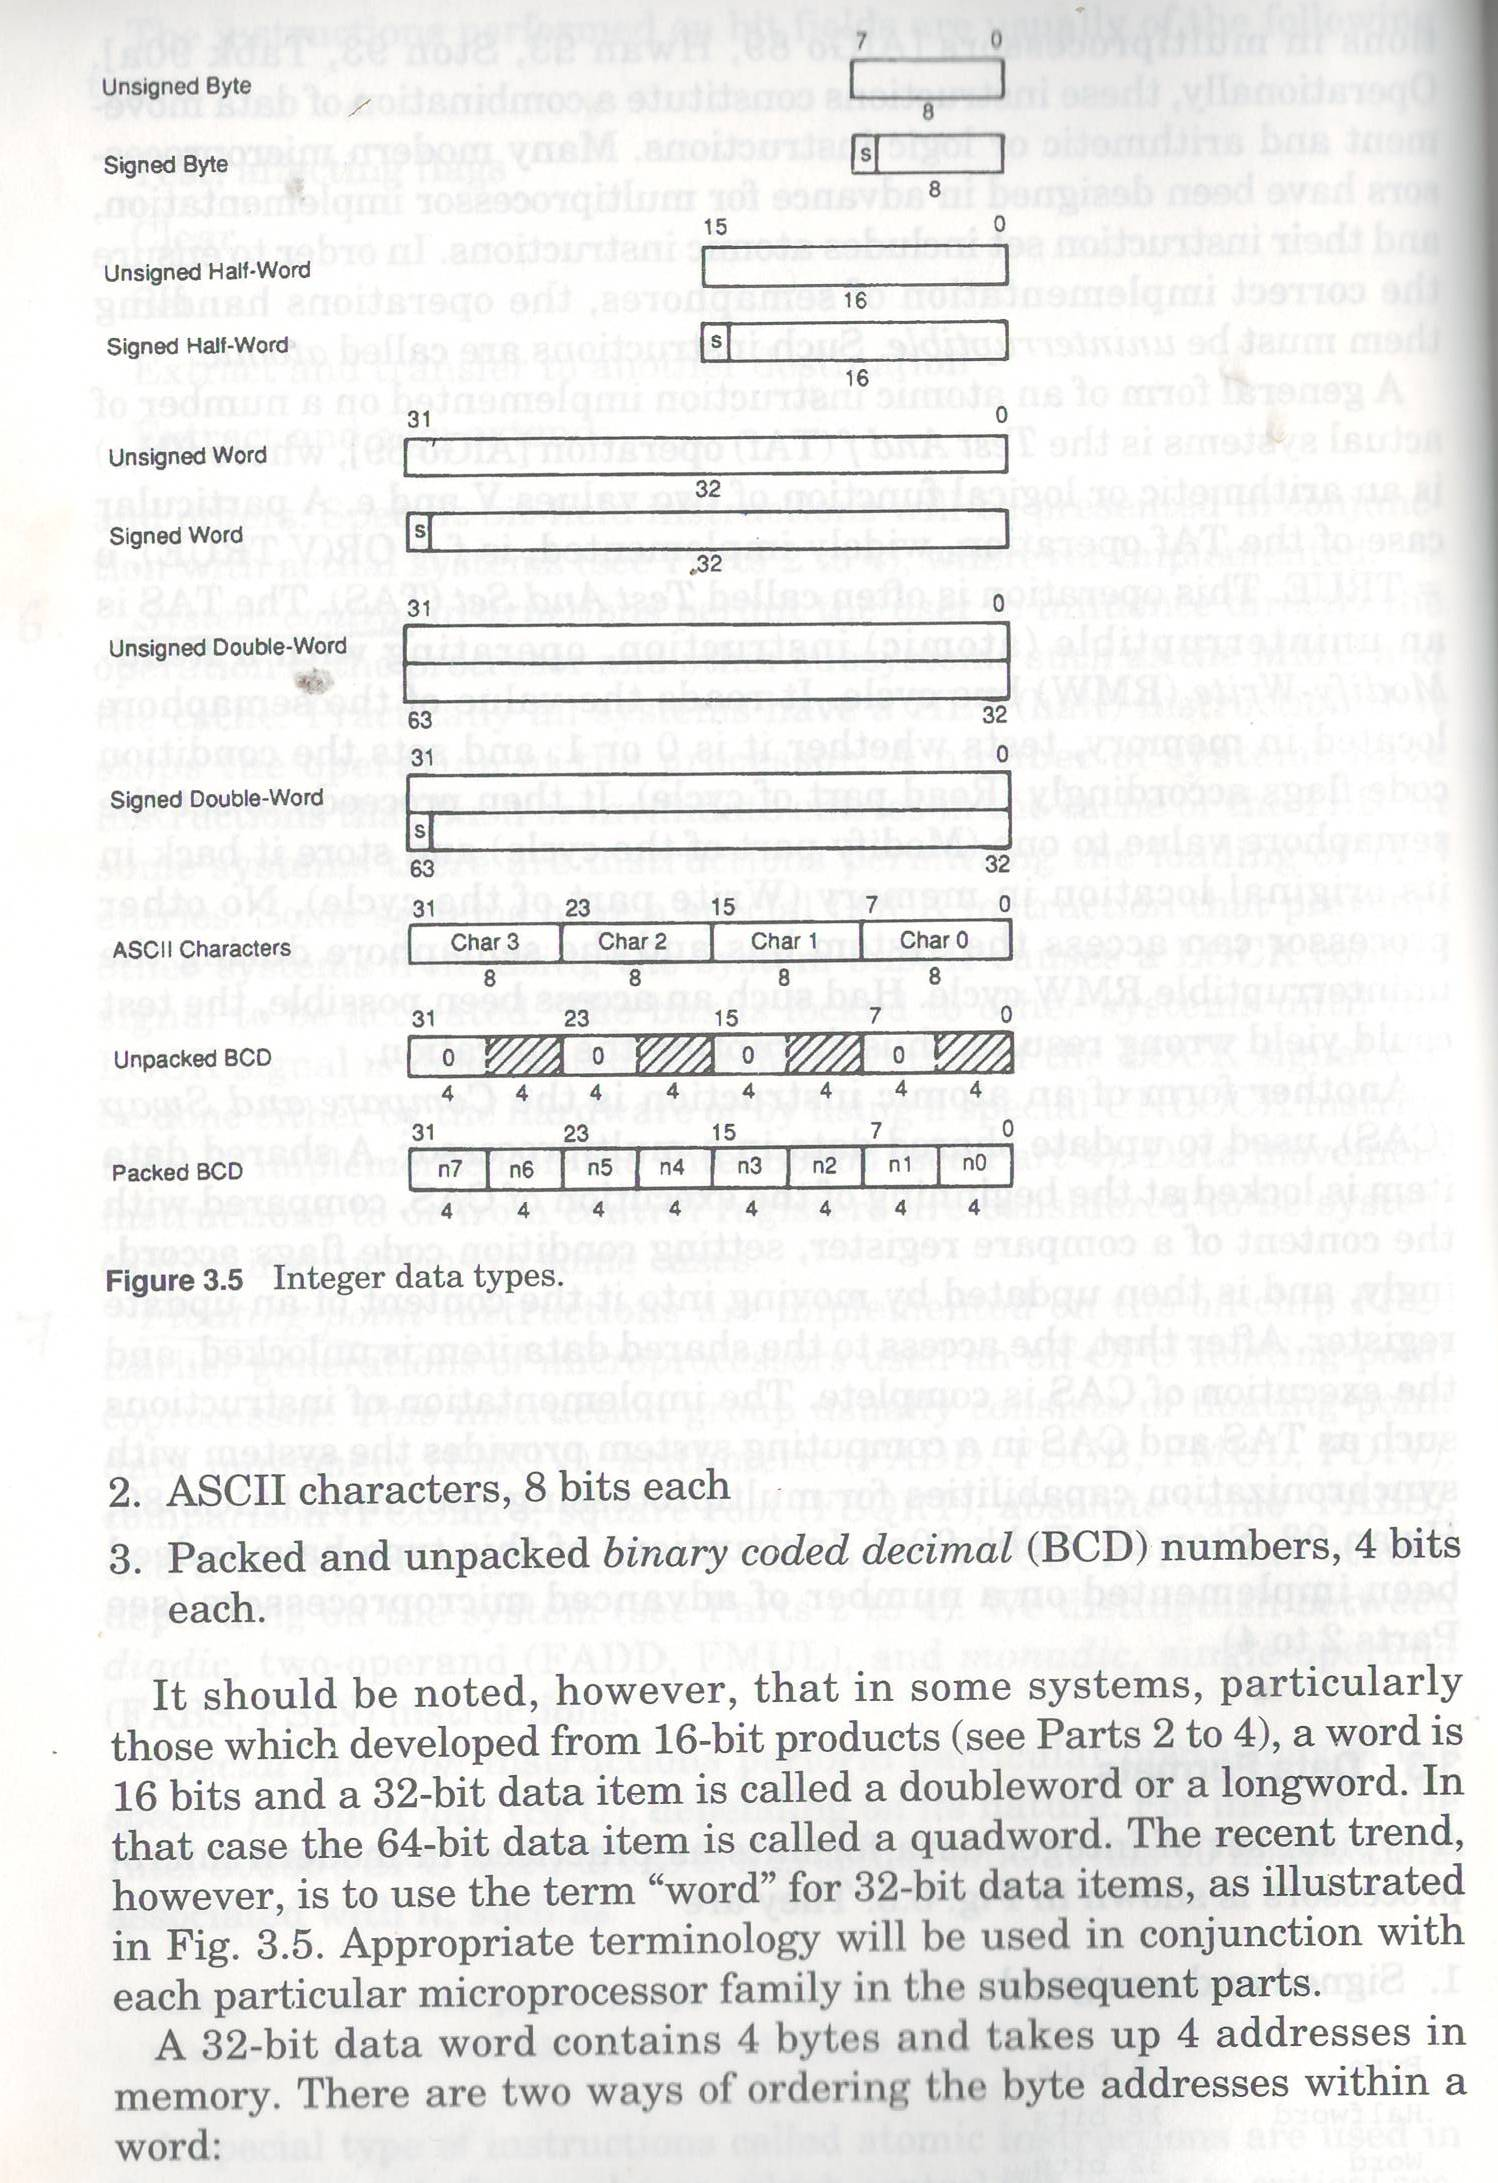 7 0
Unsigned Byte
8
Signed Byte s
8
15 0
Unsigned Half-Word
16
Signed Half-Word s
16
31 0
Unsigned Word
32
Signed Word s
32
31 0
Unsigned Double-Word
63 32
31 0
Signed Double-Word
s
63 32
31 23 15 7 0
ASCII Characters Char 3 Char 2 Char 1 Char 0
8 8 8 8
31 23 15 7 0
Unpacked BCD 0 0 0 0
4 4 4 4 4 4 4 4
31 23 15 7 0
Packed BCD n7 n6 n5 n4 n3 n2 n1 n0
4 4 4 4 4 4 4 4
Figure 3.5 Integer data types.
2. ASCII characters, 8 bits each
3. Packed and unpacked binary coded decimal (BCD) numbers, 4 bits
each.
It should be noted, however, that in some systems, particularly
those which developed from 16-bit products (see Parts 2 to 4), a word is
16 bits and a 32-bit data item is called a doubleword or a longword. In
that case the 64-bit data item is called a quadword. The recent trend,
however, is to use the term “word” for 32-bit data items, as illustrated
in Fig. 3.5. Appropriate terminology will be used in conjunction with
each particular microprocessor family in the subsequent parts.
A 32-bit data word contains 4 bytes and takes up 4 addresses in
memory. There are two ways of ordering the byte addresses within a
word: